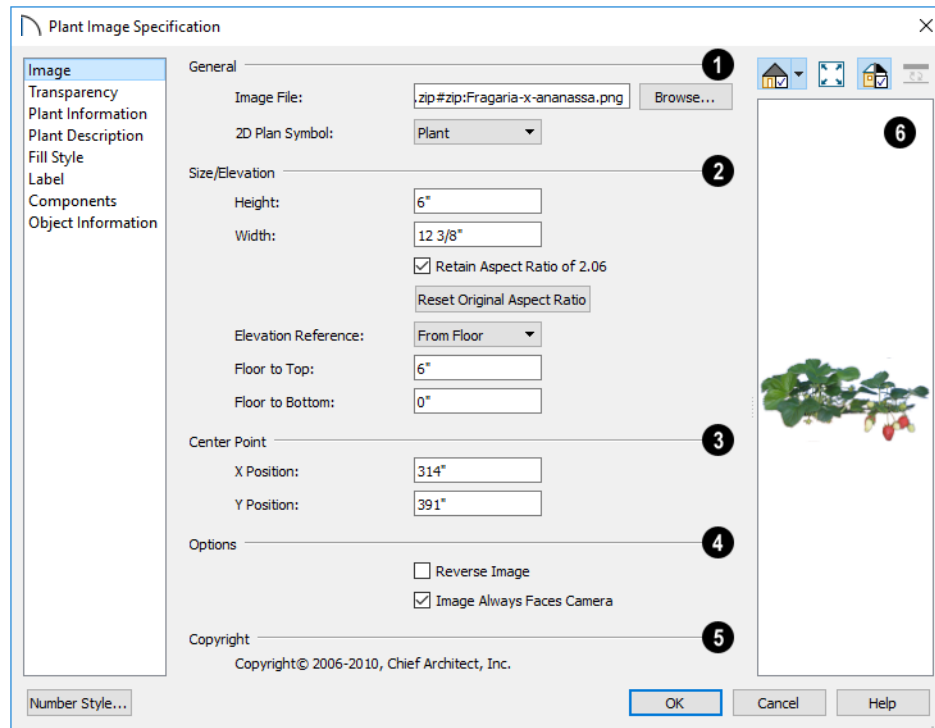 Plant Image Specification
Image
Transparency
Plant Information
Plant Description
Fill Style
Label
Components
Object Information
General 1
Image File: .zip#zip:Fragaria-x-ananassa.png Browse...
2D Plan Symbol: Plant
Size/Elevation 2
Height: 6"
Width: 12 3/8"
Retain Aspect Ratio of 2.06
Reset Original Aspect Ratio
Elevation Reference: From Floor
Floor to Top: 6"
Floor to Bottom: 0"
Center Point 3
X Position: 314"
Y Position: 391"
Options 4
Reverse Image
Image Always Faces Camera
Copyright 5
Copyright© 2006-2010, Chief Architect, Inc.
6
Number Style... OK Cancel Help